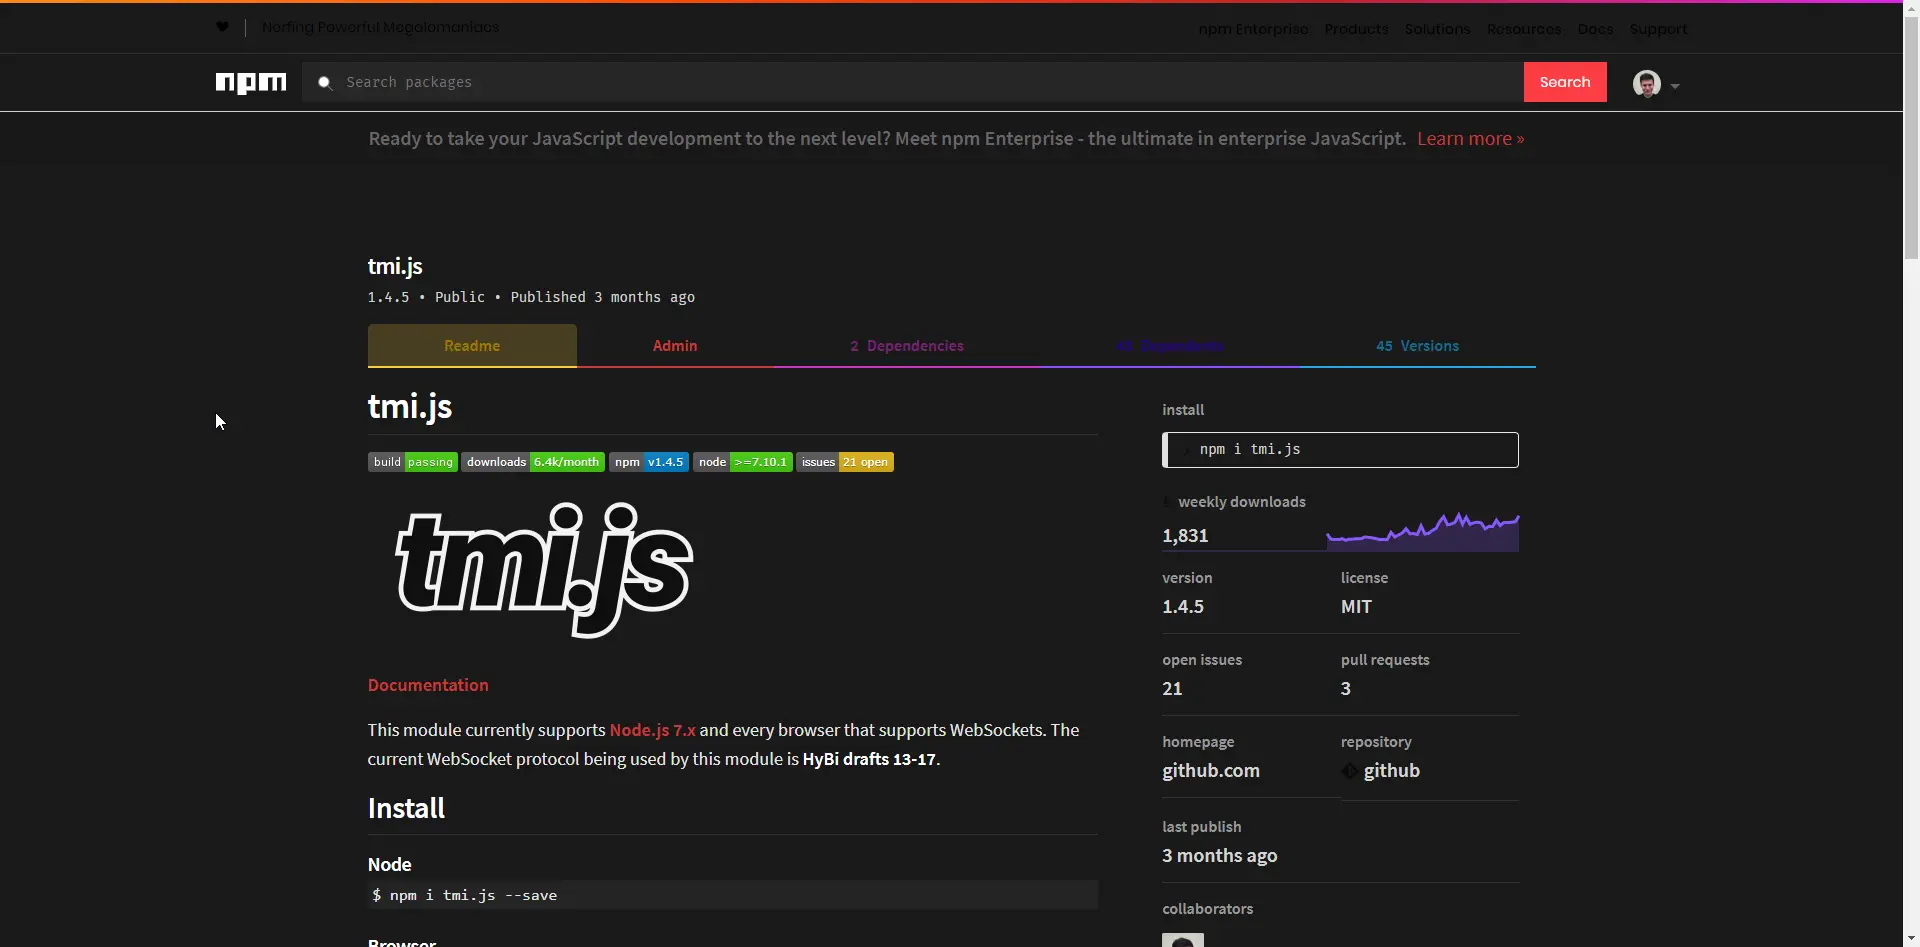 Nerfing Powerful Megalomaniacs
npm Enterprise Products Solutions Resources Docs Support
npm Search packages Search
Ready to take your JavaScript development to the next level? Meet npm Enterprise - the ultimate in enterprise JavaScript. Learn more »
tmi.js
1.4.5 • Public • Published 3 months ago
Readme Admin 2 Dependencies Dependents 45 Versions
tmi.js
build passing downloads 6.4k/month npm v1.4.5 node >=7.10.1 issues 21 open
tmi.js
Documentation
This module currently supports Node.js 7.x and every browser that supports WebSockets. The
current WebSocket protocol being used by this module is HyBi drafts 13-17.
Install
Node
$ npm i tmi.js --save
Browser
install
npm i tmi.js
weekly downloads
1,831
version license
1.4.5 MIT
open issues pull requests
21 3
homepage repository
github.com github
last publish
3 months ago
collaborators